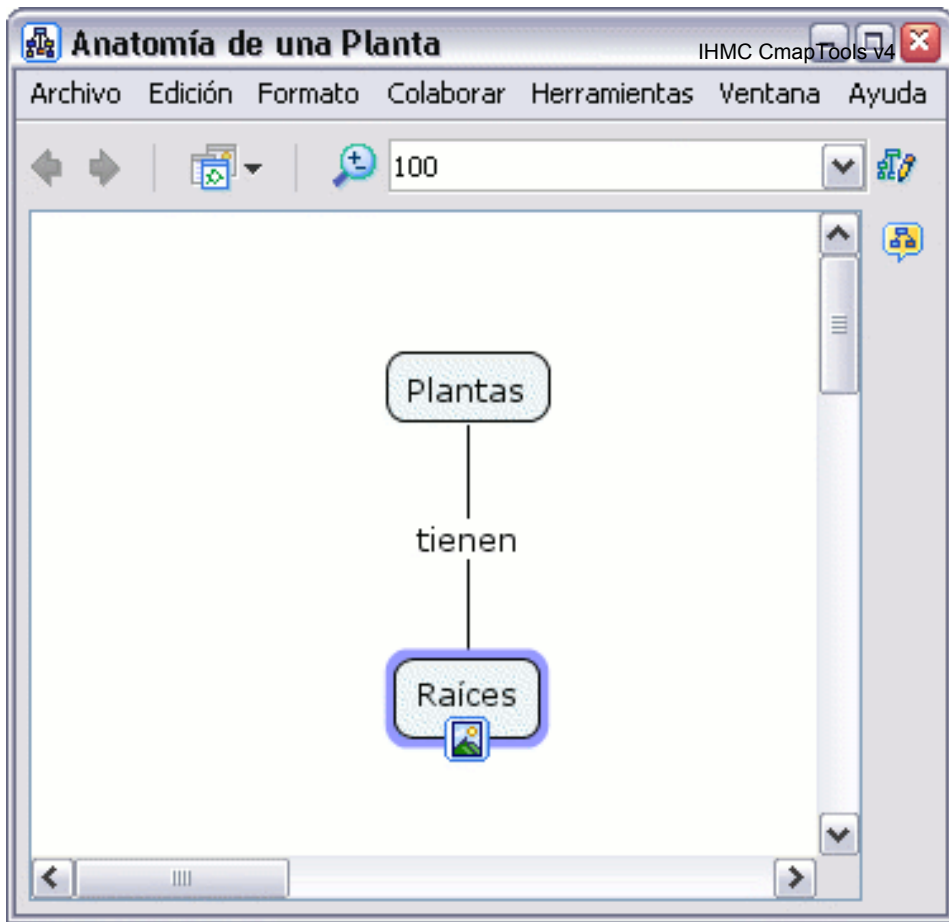 Anatomía de una Planta IHMC CmapTools v4
Archivo Edición Formato Colaborar Herramientas Ventana Ayuda
100
Plantas
tienen
Raíces